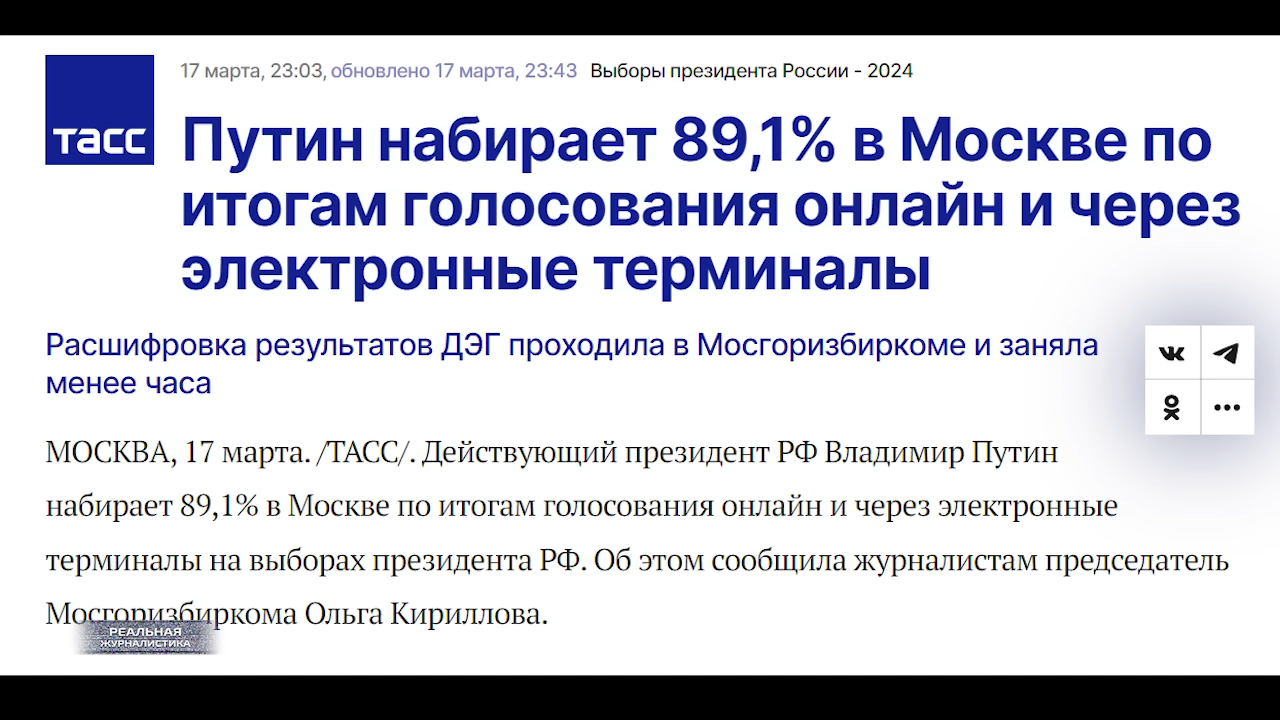 17 марта, 23:03, обновлено 17 марта, 23:43 Выборы президента России - 2024
тасс
Путин набирает 89,1% в Москве по
итогам голосования онлайн и через
электронные терминалы
Расшифровка результатов ДЭГ проходила в Мосгоризбиркоме и заняла
менее часа
МОСКВА, 17 марта. /ТАСС/. Действующий президент РФ Владимир Путин
набирает 89,1% в Москве по итогам голосования онлайн и через электронные
терминалы на выборах президента РФ. Об этом сообщила журналистам председатель
Мосгоризбиркома Ольга Кириллова.
РЕАЛЬНАЯ
ЖУРНАЛИСТИКА